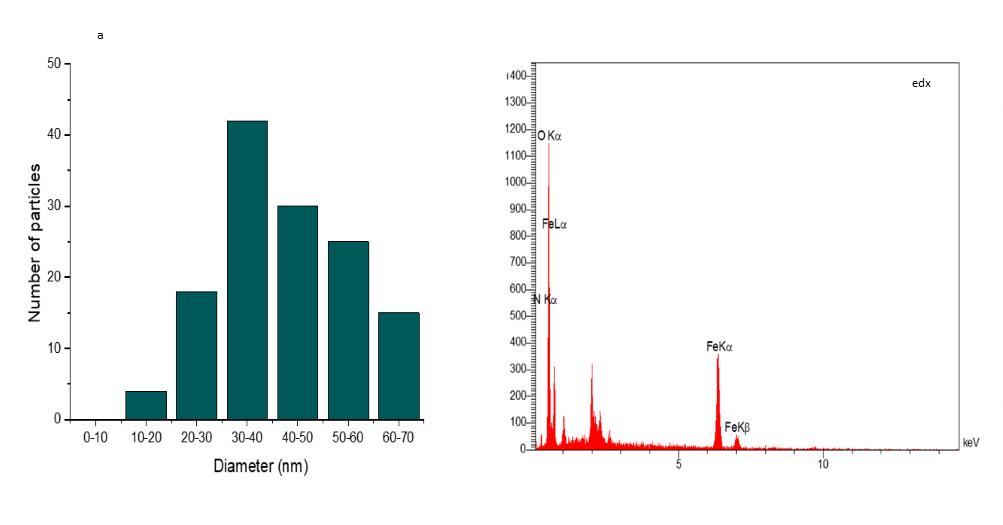 a
50
40
30
20
10
0
Number of particles
0-10 10-20 20-30 30-40 40-50 50-60 60-70
Diameter (nm)
edx
1400
1300
1200
1100
1000
900
800
700
600
500
400
300
200
100
0
O Kα
FeLα
N Kα
FeKα
FeKβ
keV
5 10